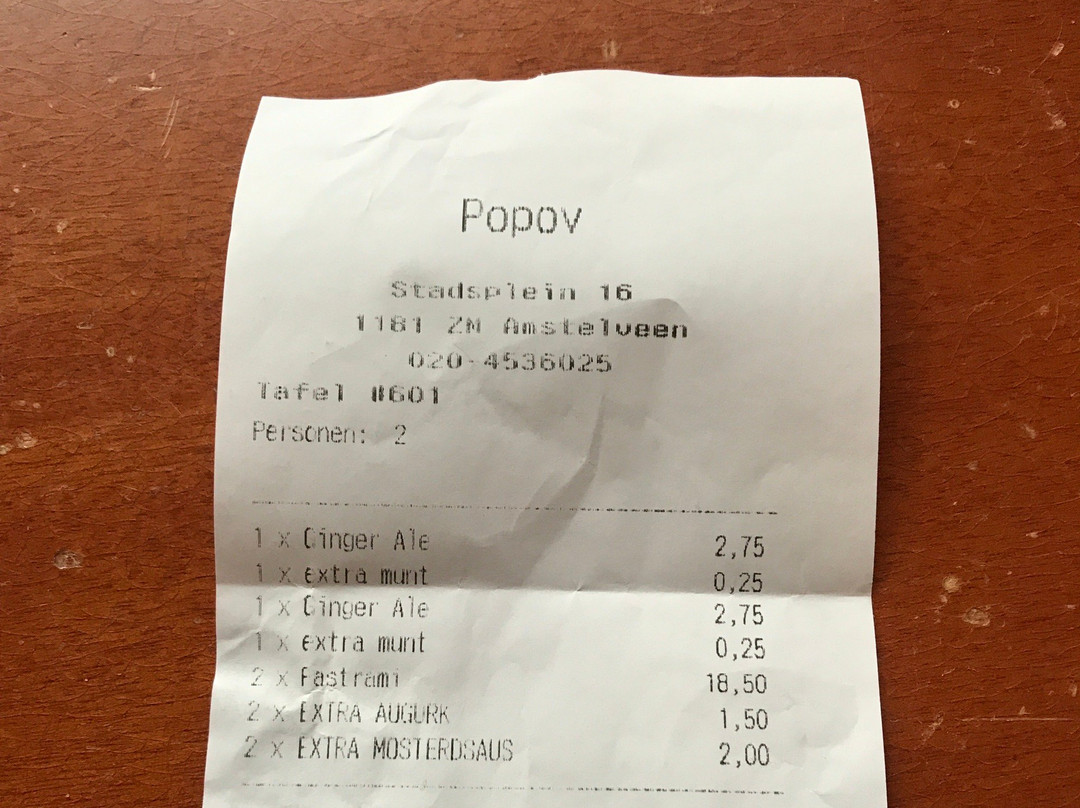 Popov
Stadsplein 16
1181 ZM Amstelveen
020-4536025
Tafel #601
Personen: 2
1 x Ginger Ale 2,75
1 x extra munt 0,25
1 x Ginger Ale 2,75
1 x extra munt 0,25
2 x Pastrami 18,50
2 x EXTRA AUGURK 1,50
2 x EXTRA MOSTERDSAUS 2,00